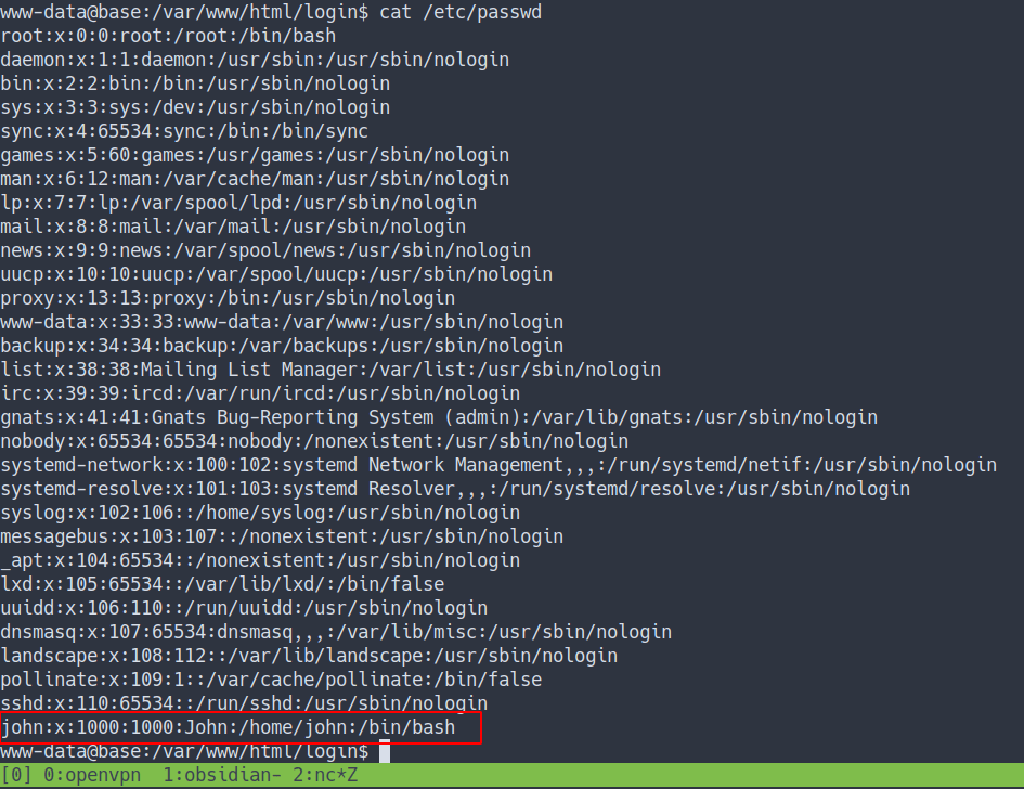 www-data@base:/var/www/html/login$ cat /etc/passwd
root:x:0:0:root:/root:/bin/bash
daemon:x:1:1:daemon:/usr/sbin:/usr/sbin/nologin
bin:x:2:2:bin:/bin:/usr/sbin/nologin
sys:x:3:3:sys:/dev:/usr/sbin/nologin
sync:x:4:65534:sync:/bin:/bin/sync
games:x:5:60:games:/usr/games:/usr/sbin/nologin
man:x:6:12:man:/var/cache/man:/usr/sbin/nologin
lp:x:7:7:lp:/var/spool/lpd:/usr/sbin/nologin
mail:x:8:8:mail:/var/mail:/usr/sbin/nologin
news:x:9:9:news:/var/spool/news:/usr/sbin/nologin
uucp:x:10:10:uucp:/var/spool/uucp:/usr/sbin/nologin
proxy:x:13:13:proxy:/bin:/usr/sbin/nologin
www-data:x:33:33:www-data:/var/www:/usr/sbin/nologin
backup:x:34:34:backup:/var/backups:/usr/sbin/nologin
list:x:38:38:Mailing List Manager:/var/list:/usr/sbin/nologin
irc:x:39:39:ircd:/var/run/ircd:/usr/sbin/nologin
gnats:x:41:41:Gnats Bug-Reporting System (admin):/var/lib/gnats:/usr/sbin/nologin
nobody:x:65534:65534:nobody:/nonexistent:/usr/sbin/nologin
systemd-network:x:100:102:systemd Network Management,,,:/run/systemd/netif:/usr/sbin/nologin
systemd-resolve:x:101:103:systemd Resolver,,,:/run/systemd/resolve:/usr/sbin/nologin
syslog:x:102:106::/home/syslog:/usr/sbin/nologin
messagebus:x:103:107::/nonexistent:/usr/sbin/nologin
_apt:x:104:65534::/nonexistent:/usr/sbin/nologin
lxd:x:105:65534::/var/lib/lxd/:/bin/false
uuidd:x:106:110::/run/uuidd:/usr/sbin/nologin
dnsmasq:x:107:65534:dnsmasq,,,:/var/lib/misc:/usr/sbin/nologin
landscape:x:108:112::/var/lib/landscape:/usr/sbin/nologin
pollinate:x:109:1::/var/cache/pollinate:/bin/false
sshd:x:110:65534::/run/sshd:/usr/sbin/nologin
john:x:1000:1000:John:/home/john:/bin/bash
www-data@base:/var/www/html/login$
[0] 0:openvpn  1:obsidian- 2:nc*Z